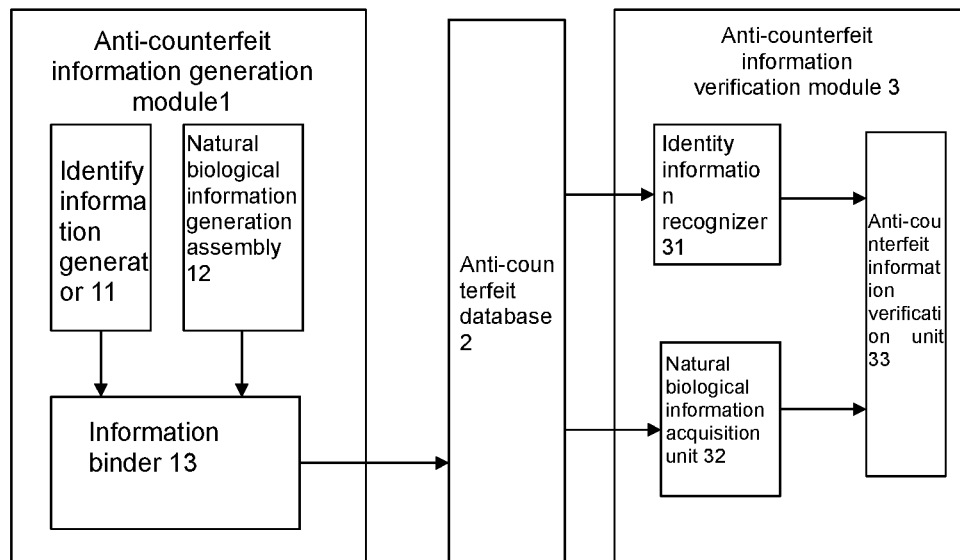 Anti-counterfeit
information generation
module1
Identify
informa
tion
generat
or 11
Natural
biological
information
generation
assembly
12
Information
binder 13
Anti-coun
terfeit
database
2
Anti-counterfeit
information
verification module 3
Identity
informatio
n
recognizer
31
Natural
biological
information
acquisition
unit 32
Anti-cou
nterfeit
informat
ion
verificati
on unit
33